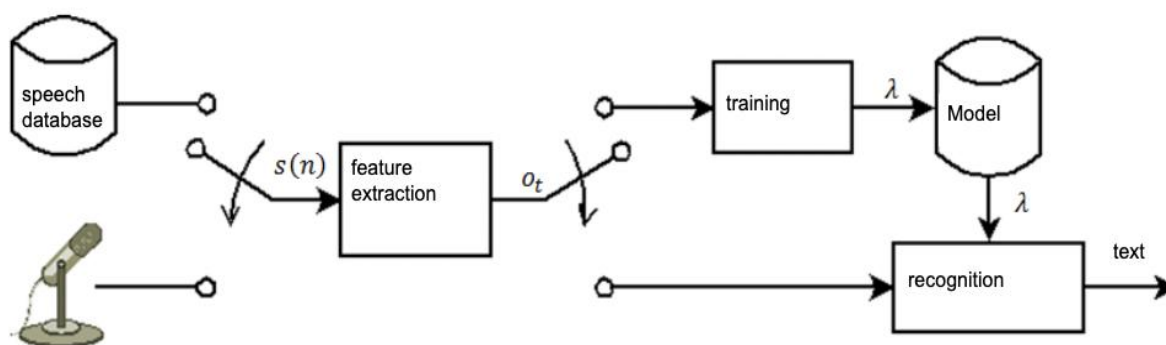 speech
database
s(n)
feature
extraction
o_t
training
λ
Model
λ
recognition
text